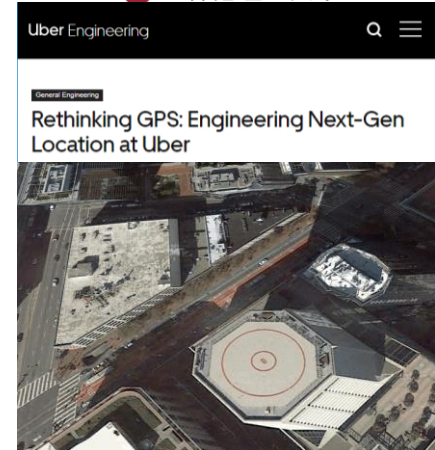 Uber Engineering
General Engineering
Rethinking GPS: Engineering Next-Gen
Location at Uber